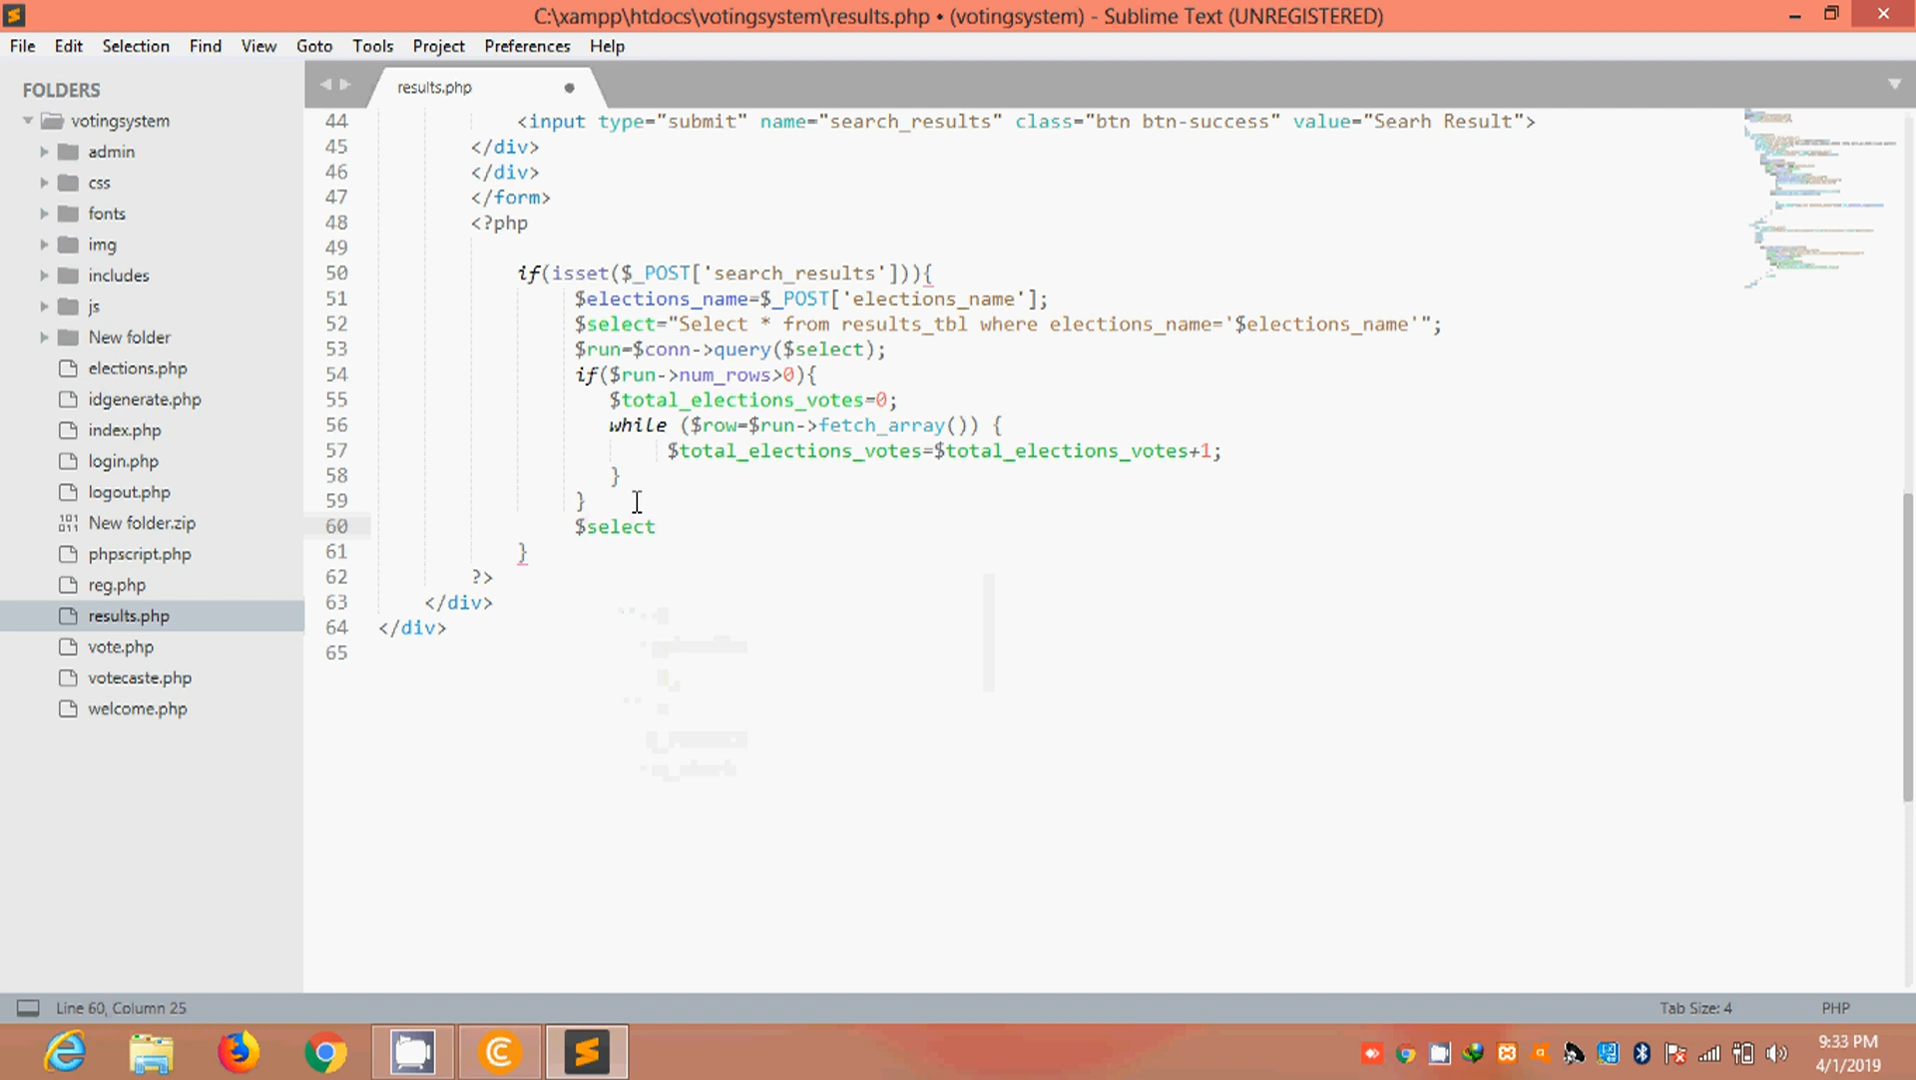 C:\xampp\htdocs\votingsystem\results.php • (votingsystem) - Sublime Text (UNREGISTERED)
File Edit Selection Find View Goto Tools Project Preferences Help
FOLDERS
votingsystem
admin
css
fonts
img
includes
js
New folder
elections.php
idgenerate.php
index.php
login.php
logout.php
New folder.zip
phpscript.php
reg.php
results.php
vote.php
votecaste.php
welcome.php
results.php
44 <input type="submit" name="search_results" class="btn btn-success" value="Searh Result">
45 </div>
46 </div>
47 </form>
48 <?php
49
50 if(isset($_POST['search_results'])){
51 $elections_name=$_POST['elections_name'];
52 $select="Select * from results_tbl where elections_name='$elections_name'";
53 $run=$conn->query($select);
54 if($run->num_rows>0){
55 $total_elections_votes=0;
56 while ($row=$run->fetch_array()) {
57 $total_elections_votes=$total_elections_votes+1;
58 }
59 }
60 $select
61 }
62 ?>
63 </div>
64 </div>
65
Line 60, Column 25
Tab Size: 4
PHP
9:33 PM
4/1/2019